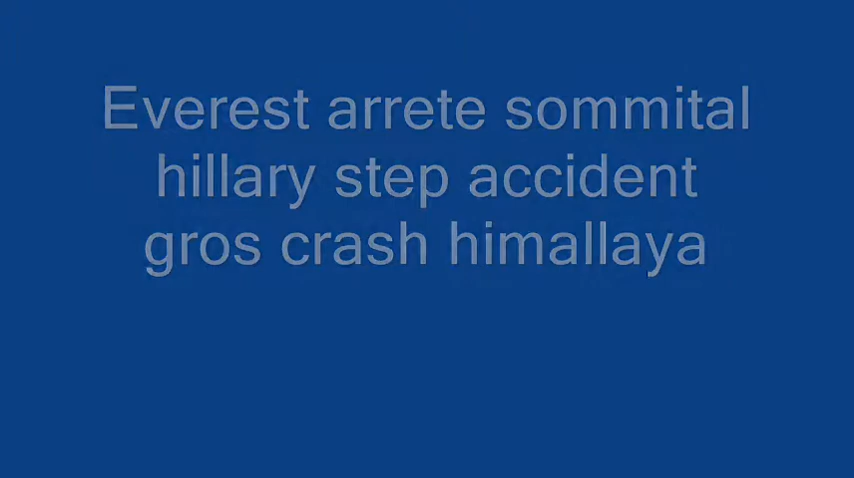 Everest arrete sommital
hillary step accident
gros crash himallaya